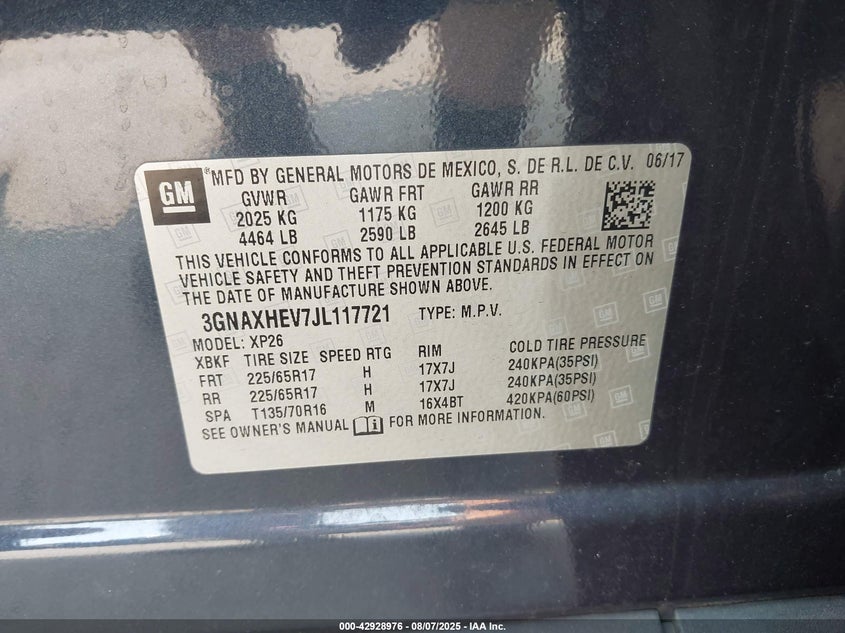 GM
®MFD BY GENERAL MOTORS DE MEXICO, S. DE R.L. DE C.V. 06/17
GVWR GAWR FRT GAWR RR
2025 KG 1175 KG 1200 KG
4464 LB 2590 LB 2645 LB
THIS VEHICLE CONFORMS TO ALL APPLICABLE U.S. FEDERAL MOTOR
VEHICLE SAFETY AND THEFT PREVENTION STANDARDS IN EFFECT ON
THE DATE OF MANUFACTURE SHOWN ABOVE.
3GNAXHEV7JL117721 TYPE: M.P.V.
MODEL: XP26
XBKF TIRE SIZE SPEED RTG RIM COLD TIRE PRESSURE
FRT 225/65R17 H 17X7J 240KPA(35PSI)
RR 225/65R17 H 17X7J 240KPA(35PSI)
SPA T135/70R16 M 16X4BT 420KPA(60PSI)
SEE OWNER'S MANUAL FOR MORE INFORMATION.
000-42928976 - 08/07/2025 - IAA Inc.